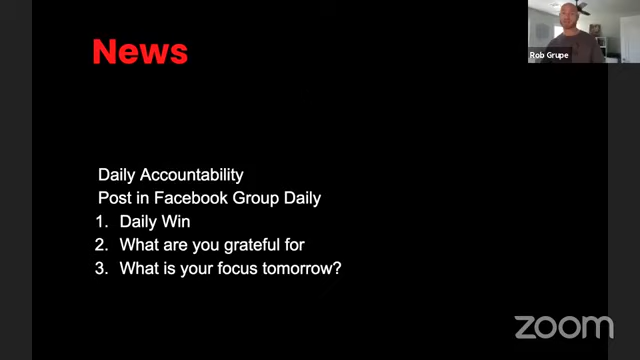 News
Rob Grupe
Daily Accountability
Post in Facebook Group Daily
1. Daily Win
2. What are you grateful for
3. What is your focus tomorrow?
zoom